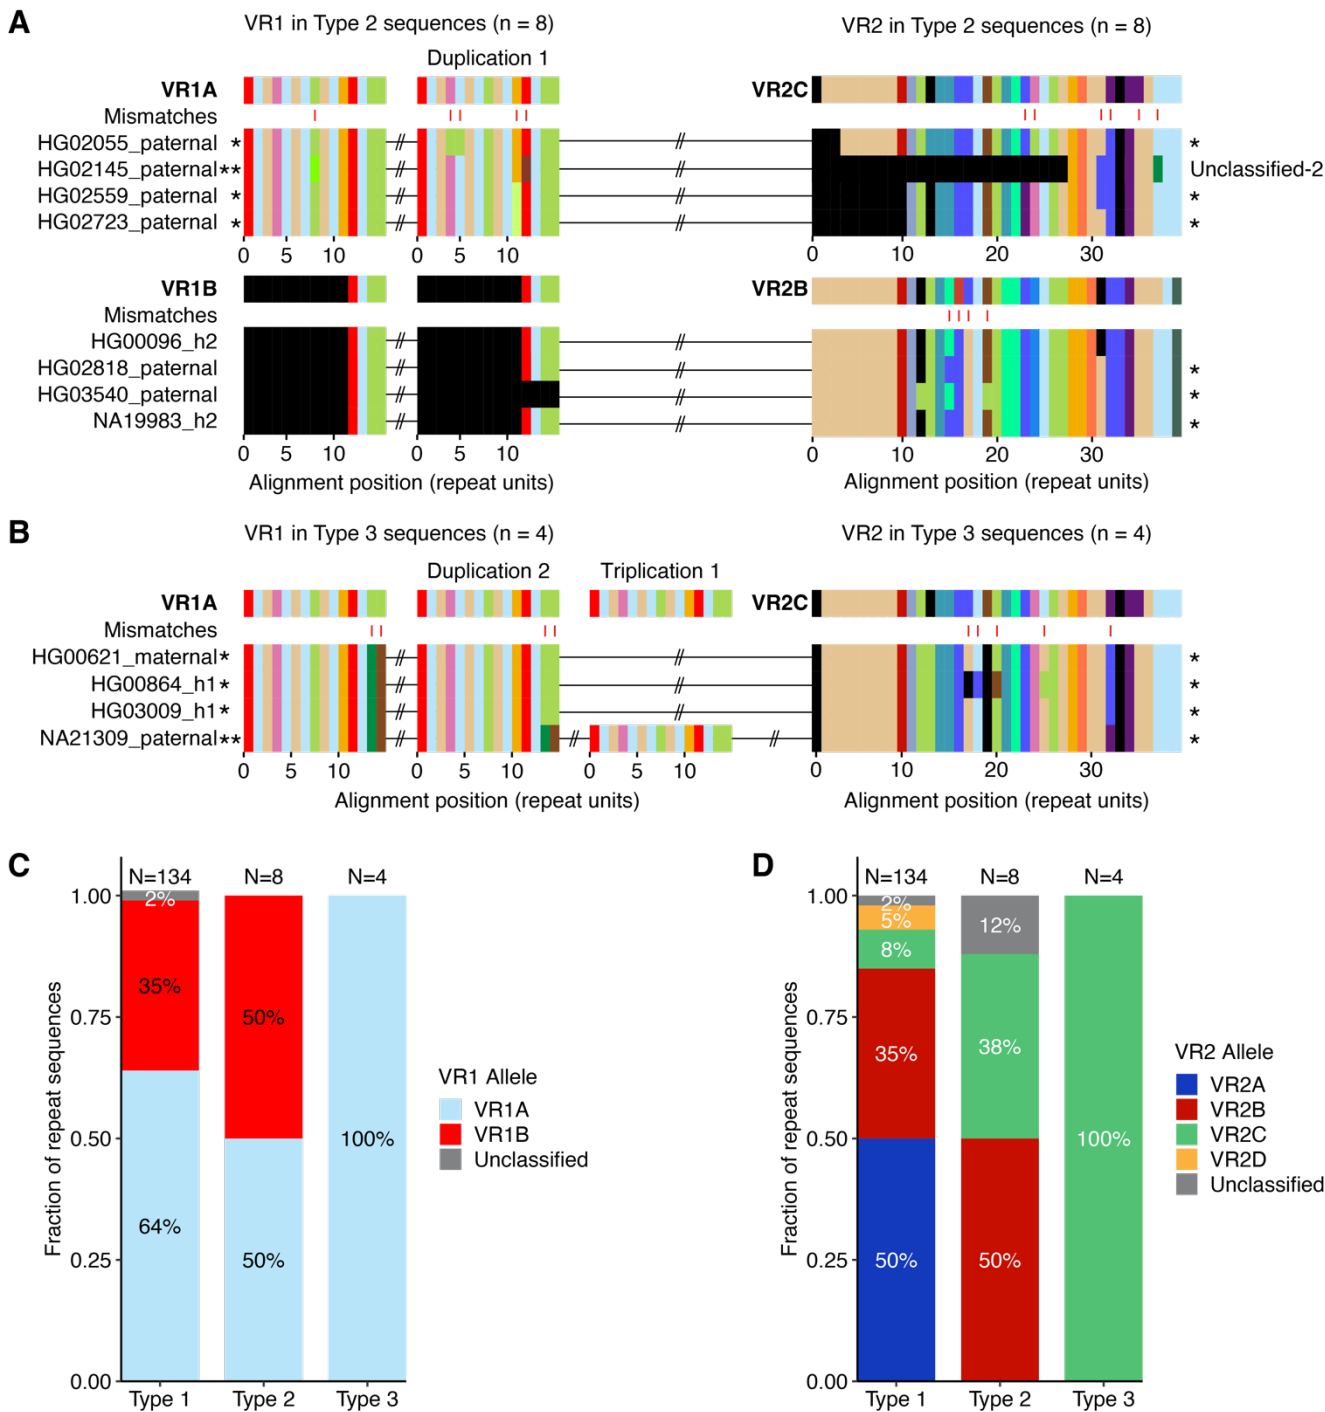 A
VR1 in Type 2 sequences (n = 8)
VR2 in Type 2 sequences (n = 8)
Duplication 1
VR1A
VR2C
Mismatches
HG02055_paternal * *
HG02145_paternal** Unclassified-2
HG02559_paternal * *
HG02723_paternal * *
0 5 10 0 5 10 0 10 20 30
VR1B
VR2B
Mismatches
HG00096_h2
HG02818_paternal *
HG03540_paternal *
NA19983_h2 *
0 5 10 0 5 10 0 10 20 30
Alignment position (repeat units)
Alignment position (repeat units)
B
VR1 in Type 3 sequences (n = 4)
VR2 in Type 3 sequences (n = 4)
Duplication 2
Triplication 1
VR1A
VR2C
Mismatches
HG00621_maternal* *
HG00864_h1* *
HG03009_h1* *
NA21309_paternal** *
0 5 10 0 5 10 0 5 10 0 10 20 30
Alignment position (repeat units)
Alignment position (repeat units)
C
N=134 N=8 N=4
Fraction of repeat sequences
1.00
0.75
0.50
0.25
0.00
2%
35%
64%
50%
50%
100%
Type 1 Type 2 Type 3
VR1 Allele
VR1A
VR1B
Unclassified
D
N=134 N=8 N=4
Fraction of repeat sequences
1.00
0.75
0.50
0.25
0.00
2%
5%
8%
35%
50%
12%
38%
50%
100%
Type 1 Type 2 Type 3
VR2 Allele
VR2A
VR2B
VR2C
VR2D
Unclassified